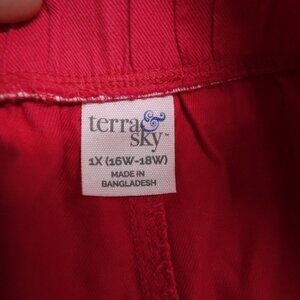 terra &
sky™
1X (16W-18W)
MADE IN
BANGLADESH